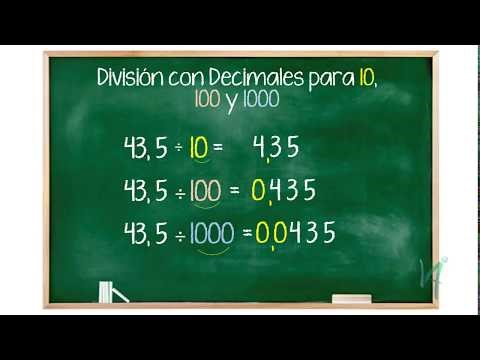 División con Decimales para 10,
100 y 1000
43,5 ÷ 10 = 4,35
43,5 ÷ 100 = 0,435
43,5 ÷ 1000 = 0,0435